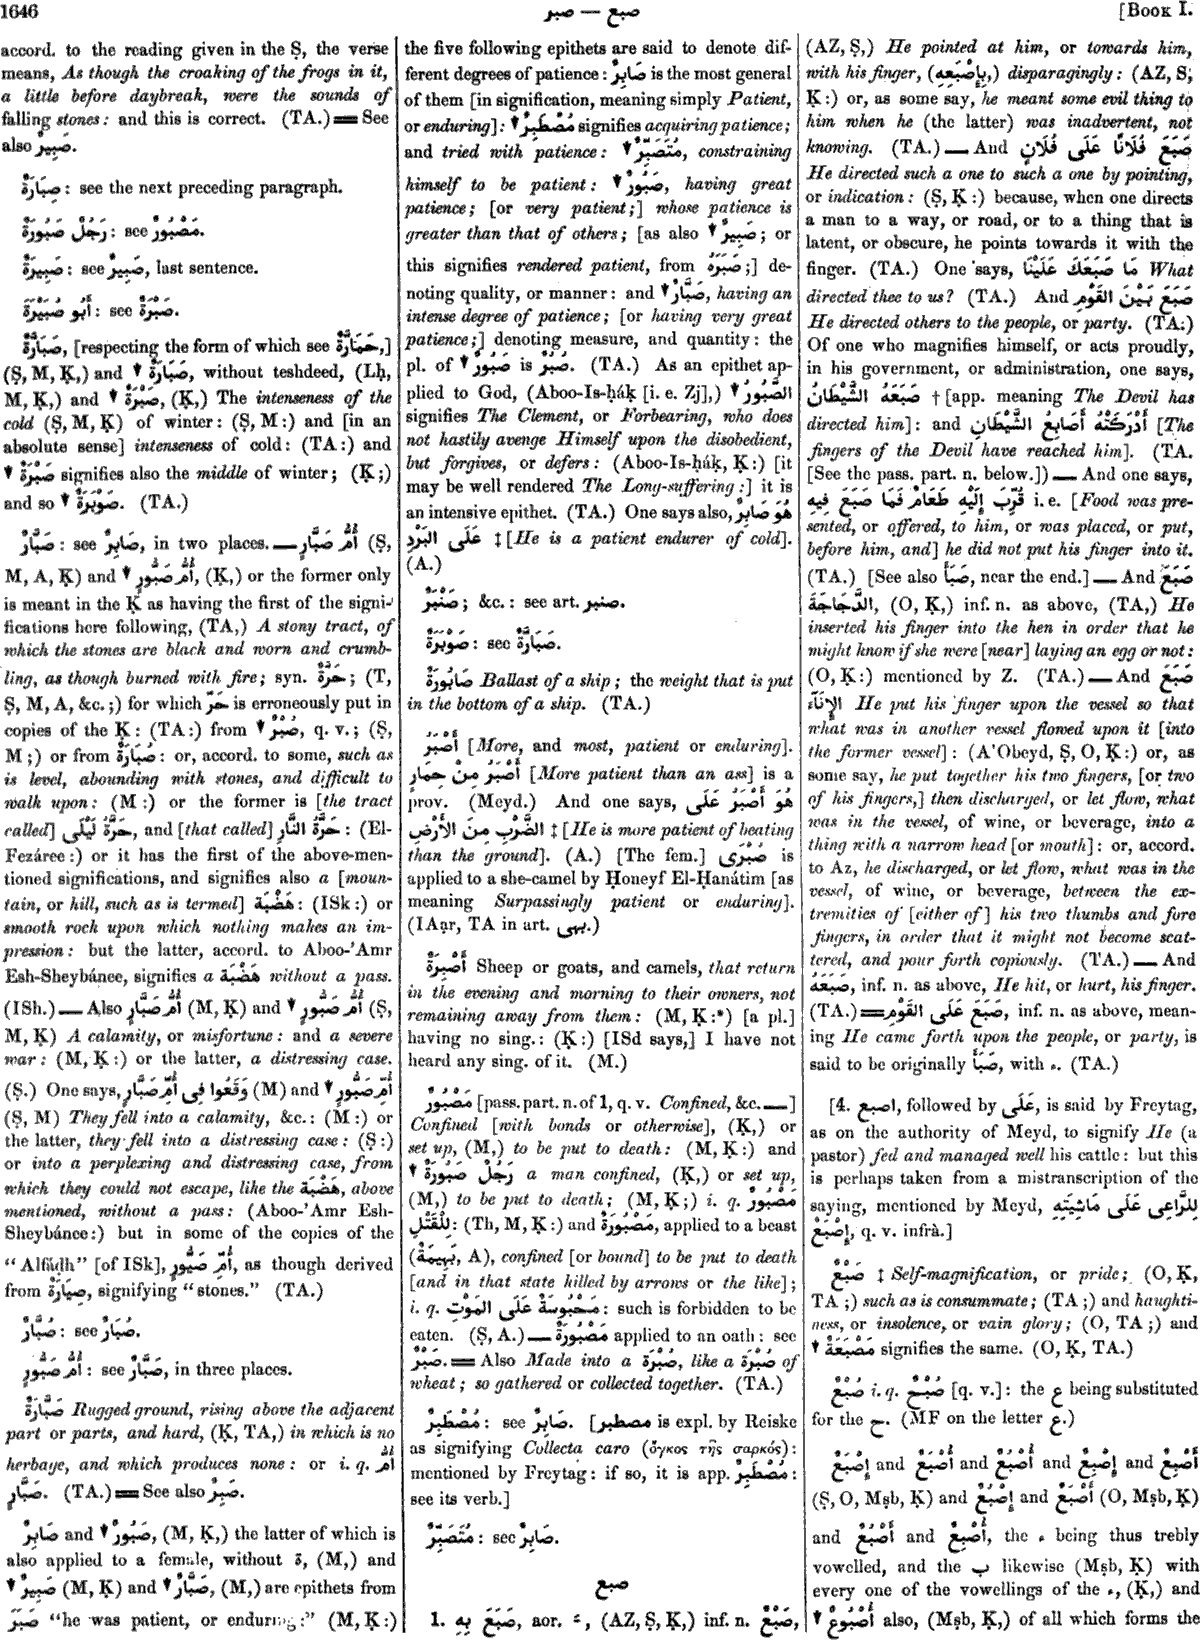 1646
صبر — صبع
[BOOK I.
accord. to the reading given in the Ṣ, the verse
means, As though the croaking of the frogs in it,
a little before daybreak, were the sounds of
falling stones: and this is correct. (TA.) ══ See
also صَبِيرٌ.
صِبَارَةٌ: see the next preceding paragraph.
رَجُلٌ صَبُورَةٌ: see مَصْبُورٌ.
صَبِيرَةٌ: see صَبِيرٌ, last sentence.
أَبُو صُبَيْرَةَ: see صَبْرَةٌ.
صَبَارَّةٌ, [respecting the form of which see حَمَارَّةٌ,]
(Ṣ, M, Ḳ,) and ▼ صَبَارَةٌ, without teshdeed, (Lḥ,
M, Ḳ,) and ▼ صَبْرَةٌ, (Ḳ,) The intenseness of the
cold (Ṣ, M, Ḳ) of winter: (Ṣ, M:) and [in an
absolute sense] intenseness of cold: (TA:) and
▼ صَبْرَةٌ signifies also the middle of winter; (Ḳ;)
and so ▼ صَوْبَرَةٌ. (TA.)
صَبَّارٌ: see صَابِرٌ, in two places. — أُمُّ صَبَّارٍ (Ṣ,
M, A, Ḳ) and ▼ أُمُّ صَبُّورٍ, (Ḳ,) or the former only
is meant in the Ḳ as having the first of the signi-
fications here following, (TA,) A stony tract, of
which the stones are black and worn and crumb-
ling, as though burned with fire; syn. حَرَّةٌ; (T,
Ṣ, M, A, &c.;) for which حَرّ is erroneously put in
copies of the Ḳ: (TA:) from ▼ صُبْرٌ, q. v.; (Ṣ,
M;) or from صُبَارَةٌ: or, accord. to some, such as
is level, abounding with stones, and difficult to
walk upon: (M:) or the former is [the tract
called] حَرَّةُ لَيْلَى, and [that called] حَرَّةُ النَّارِ: (El-
Fezáree:) or it has the first of the above-men-
tioned significations, and signifies also a [moun-
tain, or hill, such as is termed] هَضْبَة: (ISk:) or
smooth rock upon which nothing makes an im-
pression: but the latter, accord. to Aboo-'Amr
Esh-Sheybánee, signifies a هَضْبَة without a pass.
(ISh.) — Also أُمُّ صَبَّارٍ (M, Ḳ) and ▼ أُمُّ صَبُّورٍ (Ṣ,
M, Ḳ) A calamity, or misfortune: and a severe
war: (M, Ḳ:) or the latter, a distressing case.
(Ṣ.) One says, وَقَعُوا فِى أُمِّ صَبَّارٍ (M) and ▼ أُمِّ صَبُّورٍ
(Ṣ, M) They fell into a calamity, &c.: (M:) or
the latter, they fell into a distressing case: (Ṣ:)
or into a perplexing and distressing case, from
which they could not escape, like the هَضْبَة, above
mentioned, without a pass: (Aboo-'Amr Esh-
Sheybánee:) but in some of the copies of the
“Alfáḍh” [of ISk], أُمِّ صَيُّورٍ, as though derived
from صِيَارَةٌ, signifying “stones.” (TA.)
صُبَّارٌ: see صُبَارٌ.
أُمُّ صَبُّورٍ: see صَبَّارٌ, in three places.
صَبَّارَةٌ Rugged ground, rising above the adjacent
part or parts, and hard, (Ḳ, TA,) in which is no
herbage, and which produces none: or i. q. أُمُّ
صَبَّارٍ. (TA.) ══ See also صَبِرٌ.
صَابِرٌ and ▼ صَبُورٌ, (M, Ḳ,) the latter of which is
also applied to a female, without ة, (M,) and
▼ صَبِيرٌ (M, Ḳ) and ▼ صَبَّارٌ, (M,) are epithets from
صَبَرَ “he was patient, or enduring:” (M, Ḳ:)
the five following epithets are said to denote dif-
ferent degrees of patience: صَابِرٌ is the most general
of them [in signification, meaning simply Patient,
or enduring]: ▼ مُصْطَبِرٌ signifies acquiring patience;
and tried with patience: ▼ مُتَصَبِّرٌ, constraining
himself to be patient: ▼ صَبُورٌ, having great
patience; [or very patient;] whose patience is
greater than that of others; [as also ▼ صَبِيرٌ; or
this signifies rendered patient, from صَبَرَهُ;] de-
noting quality, or manner: and ▼ صَبَّارٌ, having an
intense degree of patience; [or having very great
patience;] denoting measure, and quantity: the
pl. of ▼ صَبُورٌ is صُبُرٌ. (TA.) As an epithet ap-
plied to God, (Aboo-Is-ḥáḳ [i. e. Zj],) ▼ الصَّبُورُ
signifies The Clement, or Forbearing, who does
not hastily avenge Himself upon the disobedient,
but forgives, or defers: (Aboo-Is-ḥáḳ, Ḳ:) [it
may be well rendered The Long-suffering:] it is
an intensive epithet. (TA.) One says also, هُوَ صَابِرٌ
عَلَى البَرْدِ ‡ [He is a patient endurer of cold].
(A.)
صَنْبَرٌ; &c.: see art. صنبر.
صَوْبَرَةٌ: see صَبَارَّةٌ.
صَابُورَةٌ Ballast of a ship; the weight that is put
in the bottom of a ship. (TA.)
أَصْبَرُ [More, and most, patient or enduring].
أَصْبَرُ مِنْ حِمَارٍ [More patient than an ass] is a
prov. (Meyd.) And one says, هُوَ أَصْبَرُ عَلَى
الضَّرْبِ مِنَ الأَرْضِ ‡ [He is more patient of beating
than the ground]. (A.) [The fem.] صُبْرَى is
applied to a she-camel by Ḥoneyf El-Ḥanátim [as
meaning Surpassingly patient or enduring].
(IAạr, TA in art. بهى.)
أَصْبِرَةٌ Sheep or goats, and camels, that return
in the evening and morning to their owners, not
remaining away from them: (M, Ḳ:*) [a pl.]
having no sing.: (Ḳ:) [ISd says,] I have not
heard any sing. of it. (M.)
مَصْبُورٌ [pass. part. n. of 1, q. v. Confined, &c. —]
Confined [with bonds or otherwise], (Ḳ,) or
set up, (M,) to be put to death: (M, Ḳ:) and
▼ رَجُلٌ صَبُورَةٌ a man confined, (Ḳ,) or set up,
(M,) to be put to death; (M, Ḳ;) i. q. مَصْبُورٌ
لِلْقَتْلِ: (Th, M, Ḳ:) and مَصْبُورَةٌ, applied to a beast
(بَهِيمَةٌ, A), confined [or bound] to be put to death
[and in that state killed by arrows or the like];
i. q. مَحْبُوسَةٌ عَلَى المَوْتِ: such is forbidden to be
eaten. (Ṣ, A.) — مَصْبُورَةٌ applied to an oath: see
صَبْرٌ. ══ Also Made into a صُبْرَة, like a صُبْرَة of
wheat; so gathered or collected together. (TA.)
مُصْطَبِرٌ: see صَابِرٌ. [مصطبر is expl. by Reiske
as signifying Collecta caro (ὄγκος τῆς σαρκός):
mentioned by Freytag: if so, it is app. مُصْطَبِرٌ:
see its verb.]
مُتَصَبِّرٌ: see صَابِرٌ.
صبع
1. صَبَعَ بِهِ, aor. ـَ, (AZ, Ṣ, Ḳ,) inf. n. صَبْعٌ,
(AZ, Ṣ,) He pointed at him, or towards him,
with his finger, (بِإِصْبَعِهِ,) disparagingly: (AZ, Ṣ,
Ḳ:) or, as some say, he meant some evil thing to
him when he (the latter) was inadvertent, not
knowing. (TA.) — And صَبَعَ فُلَانًا عَلَى فُلَانٍ
He directed such a one to such a one by pointing,
or indication: (Ṣ, Ḳ:) because, when one directs
a man to a way, or road, or to a thing that is
latent, or obscure, he points towards it with the
finger. (TA.) One says, مَا صَبَعَكَ عَلَيْنَا What
directed thee to us? (TA.) And صَبَعَ بَيْنَ القَوْمِ
He directed others to the people, or party. (TA.)
Of one who magnifies himself, or acts proudly,
in his government, or administration, one says,
صَبَعَهُ الشَّيْطَانُ † [app. meaning The Devil has
directed him]: and أَدْرَكَتْهُ أَصَابِعُ الشَّيْطَانِ [The
fingers of the Devil have reached him]. (TA.
[See the pass. part. n. below.]) — And one says,
قُرِّبَ إِلَيْهِ طَعَامٌ فَمَا صَبَعَ فِيهِ i. e. [Food was pre-
sented, or offered, to him, or was placed, or put,
before him, and] he did not put his finger into it.
(TA.) [See also صَبَأَ, near the end.] — And صَبَعَ
الدَّجَاجَةَ, (O, Ḳ,) inf. n. as above, (TA,) He
inserted his finger into the hen in order that he
might know if she were [near] laying an egg or not:
(O, Ḳ:) mentioned by Z. (TA.) — And صَبَعَ
الإِنَآءَ He put his finger upon the vessel so that
what was in another vessel flowed upon it [into
the former vessel]: (A'Obeyd, Ṣ, O, Ḳ:) or, as
some say, he put together his two fingers, [or two
of his fingers,] then discharged, or let flow, what
was in the vessel, of wine, or beverage, into a
thing with a narrow head [or mouth]: or, accord.
to Az, he discharged, or let flow, what was in the
vessel, of wine, or beverage, between the ex-
tremities of [either of] his two thumbs and fore
fingers, in order that it might not become scat-
tered, and pour forth copiously. (TA.) — And
صَبَعَهُ, inf. n. as above, He hit, or hurt, his finger.
(TA.) ══ صَبَعَ عَلَى القَوْمِ, inf. n. as above, mean-
ing He came forth upon the people, or party, is
said to be originally صَبَأَ, with ء. (TA.)
[4. اصبع, followed by عَلَى, is said by Freytag,
as on the authority of Meyd, to signify He (a
pastor) fed and managed well his cattle: but this
is perhaps taken from a mistranscription of the
saying, mentioned by Meyd, لِلرَّاعِى عَلَى مَاشِيَتِهِ
إِصْبَعٌ, q. v. infrà.]
صَبْعٌ ‡ Self-magnification, or pride; (O, Ḳ,
TA;) such as is consummate; (TA;) and haughti-
ness, or insolence, or vain glory; (O, TA;) and
▼ مَصْبَعَةٌ signifies the same. (O, Ḳ, TA.)
صُبْعٌ i. q. صُبْحٌ [q. v.]: the ع being substituted
for the ح. (MF on the letter ع.)
إِصْبَعٌ and أُصْبَعٌ and أُصْبُعٌ and إِصْبِعٌ and أَصْبِعٌ
(Ṣ, O, Mṣb, Ḳ) and إِصْبُعٌ and أَصْبَعٌ (O, Mṣb, Ḳ)
and أَصْبُعٌ and أُصْبِعٌ, the ء being thus trebly
vowelled, and the ب likewise (Mṣb, Ḳ) with
every one of the vowellings of the ء, (Ḳ,) and
▼ أُصْبُوعٌ also, (Mṣb, Ḳ,) of all which forms the